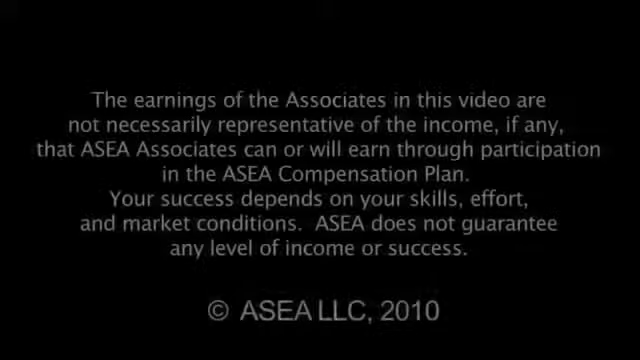 The earnings of the Associates in this video are
not necessarily representative of the income, if any,
that ASEA Associates can or will earn through participation
in the ASEA Compensation Plan.
Your success depends on your skills, effort,
and market conditions.  ASEA does not guarantee
any level of income or success.
©  ASEA LLC, 2010